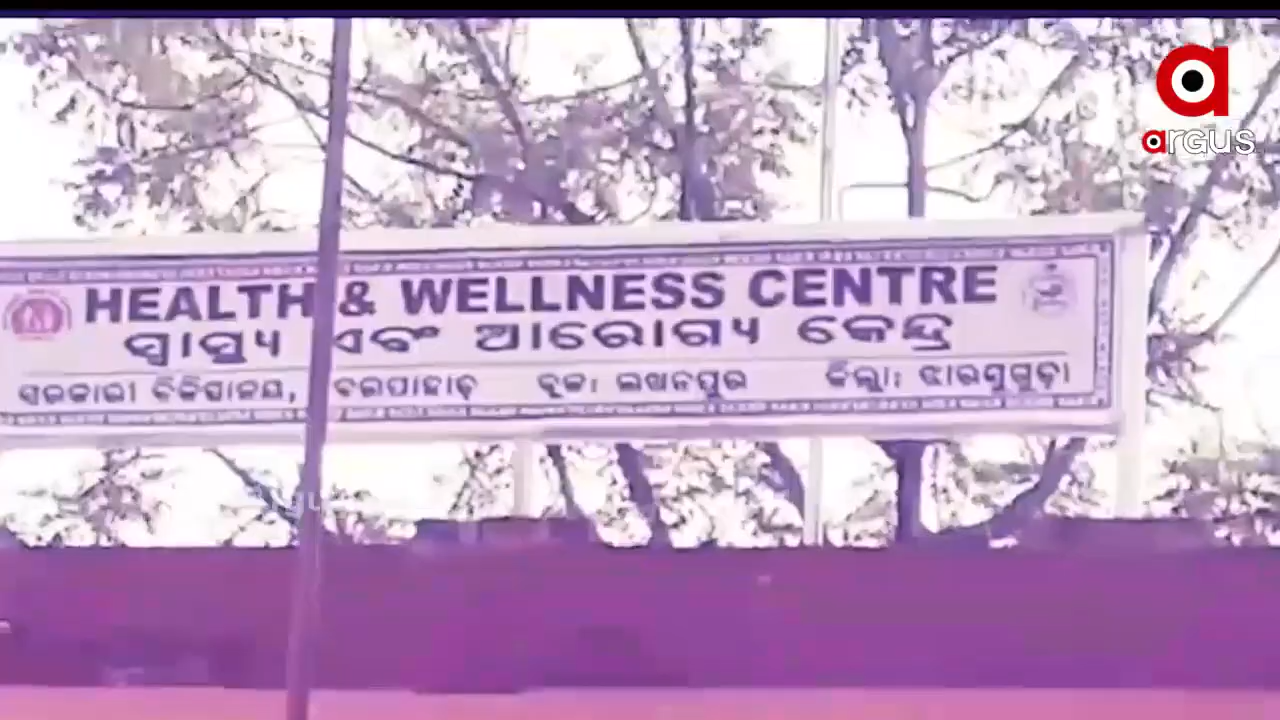 argus
HEALTH & WELLNESS CENTRE
ସ୍ୱାସ୍ଥ୍ୟ ଏବଂ ଆରୋଗ୍ୟ କେନ୍ଦ୍ର
ସରକାରୀ ଚିକିତ୍ସାଳୟ, ବରପାହାଡ଼ ବ୍ଲକ: ଲଖନପୁର ଜିଲ୍ଲା: ଝାରସୁଗୁଡ଼ା